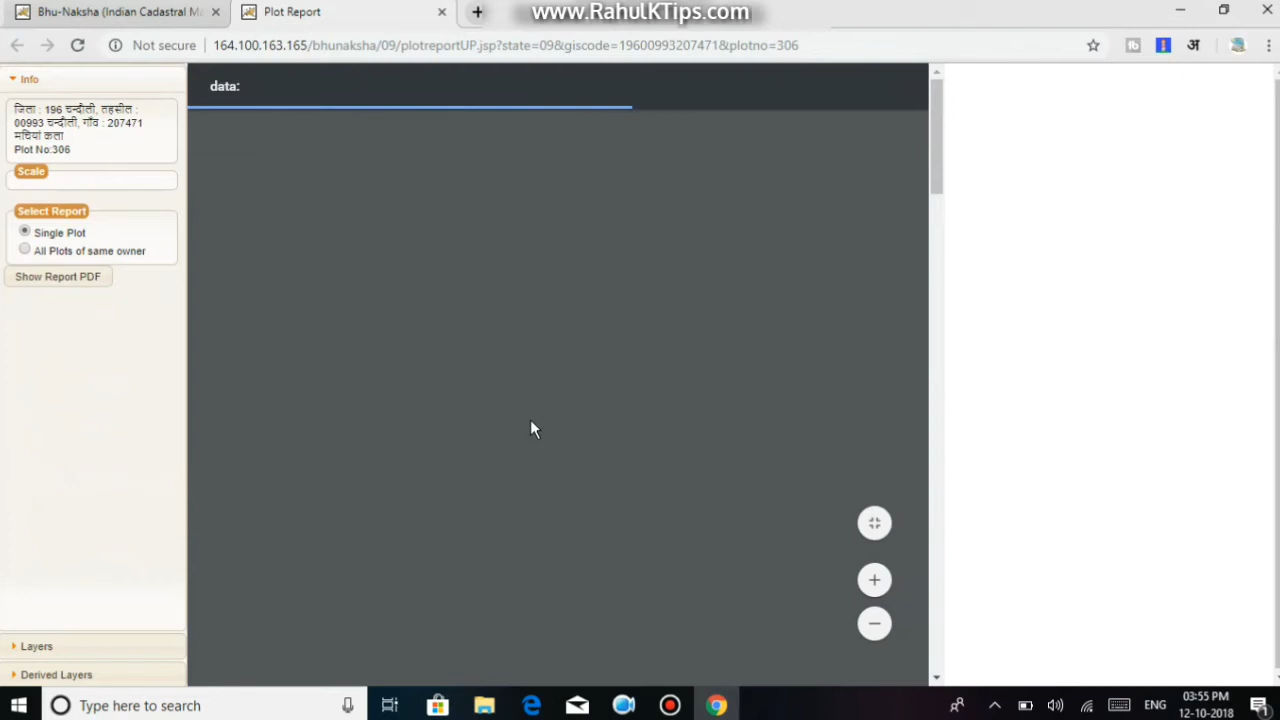 Bhu-Naksha (Indian Cadastral Ma
Plot Report
www.RahulKTips.com
Not secure
164.100.163.165/bhunaksha/09/plotreportUP.jsp?state=09&giscode=19600993207471&plotno=306
Info
data:
जिला : 196 चन्दौली, तहसील :
00993 चन्दौली, गाँव : 207471
मचियां कला
Plot No:306
Scale
Select Report
Single Plot
All Plots of same owner
Show Report PDF
Layers
Derived Layers
Type here to search
ENG
03:55 PM
12-10-2018